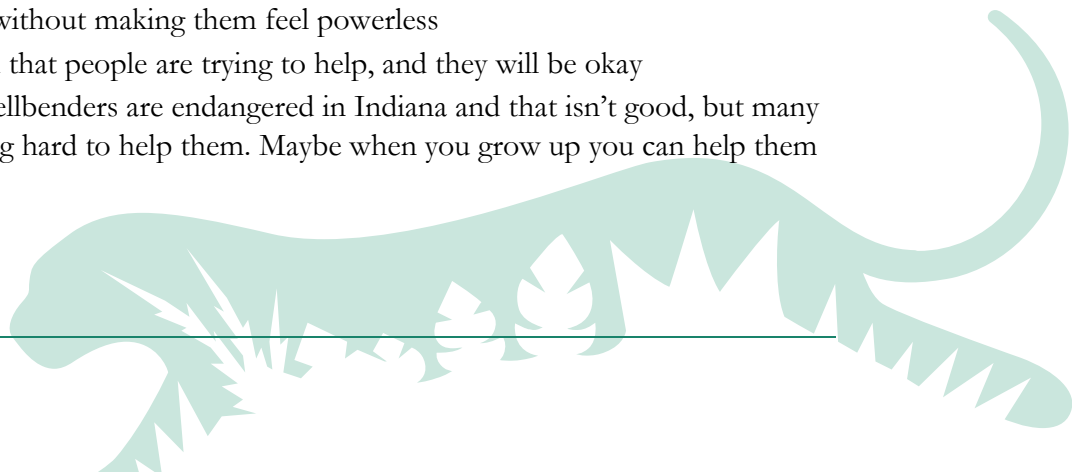 without making them feel powerless
that people are trying to help, and they will be okay
ellbenders are endangered in Indiana and that isn’t good, but many
g hard to help them. Maybe when you grow up you can help them